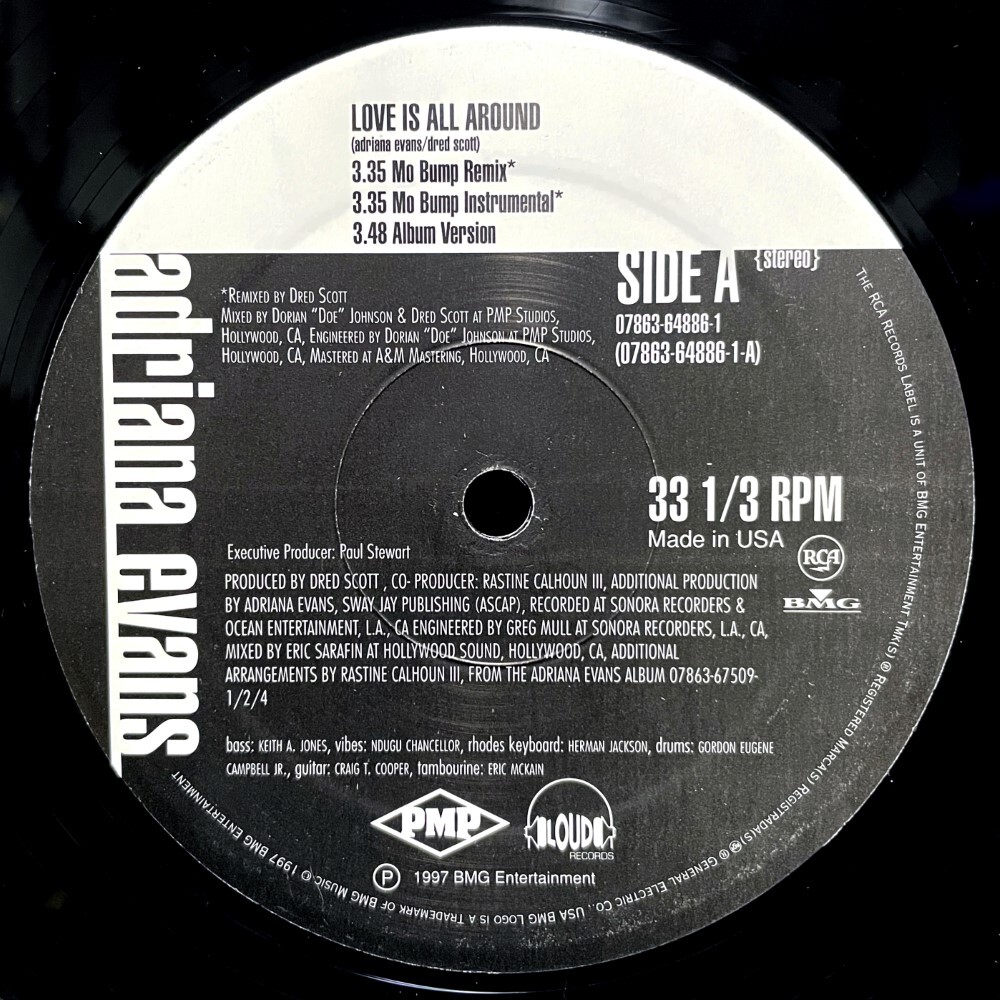 LOVE IS ALL AROUND
(adriana evans/dred scott)
3.35 Mo Bump Remix*
3.35 Mo Bump Instrumental*
3.48 Album Version
adriana evans
SIDE A {stereo}
07863-64886-1
(07863-64886-1-A)
*REMIXED BY DRED SCOTT
MIXED BY DORIAN "DOE" JOHNSON & DRED SCOTT AT PMP STUDIOS,
HOLLYWOOD, CA, ENGINEERED BY DORIAN "DOE" JOHNSON AT PMP STUDIOS,
HOLLYWOOD, CA, MASTERED AT A&M MASTERING, HOLLYWOOD, CA
33 1/3 RPM
Made in USA
RCA
BMG
Executive Producer: Paul Stewart
PRODUCED BY DRED SCOTT , CO- PRODUCER: RASTINE CALHOUN III, ADDITIONAL PRODUCTION
BY ADRIANA EVANS, SWAY JAY PUBLISHING (ASCAP), RECORDED AT SONORA RECORDERS &
OCEAN ENTERTAINMENT, L.A., CA ENGINEERED BY GREG MULL AT SONORA RECORDERS, L.A., CA,
MIXED BY ERIC SARAFIN AT HOLLYWOOD SOUND, HOLLYWOOD, CA, ADDITIONAL
ARRANGEMENTS BY RASTINE CALHOUN III, FROM THE ADRIANA EVANS ALBUM 07863-67509-
1/2/4
bass: KEITH A. JONES, vibes: NDUGU CHANCELLOR, rhodes keyboard: HERMAN JACKSON, drums: GORDON EUGENE
CAMPBELL JR., guitar: CRAIG T. COOPER, tambourine: ERIC MCKAIN
PMP
LOUD
RECORDS
℗ 1997 BMG Entertainment
THE RCA RECORDS LABEL IS A UNIT OF BMG ENTERTAINMENT TMK(S) ® REGISTERED MARCA(S) REGISTRADA(S) ® GENERAL ELECTRIC CO., USA BMG LOGO IS A TRADEMARK OF BMG MUSIC © 1997 BMG ENTERTAINMENT